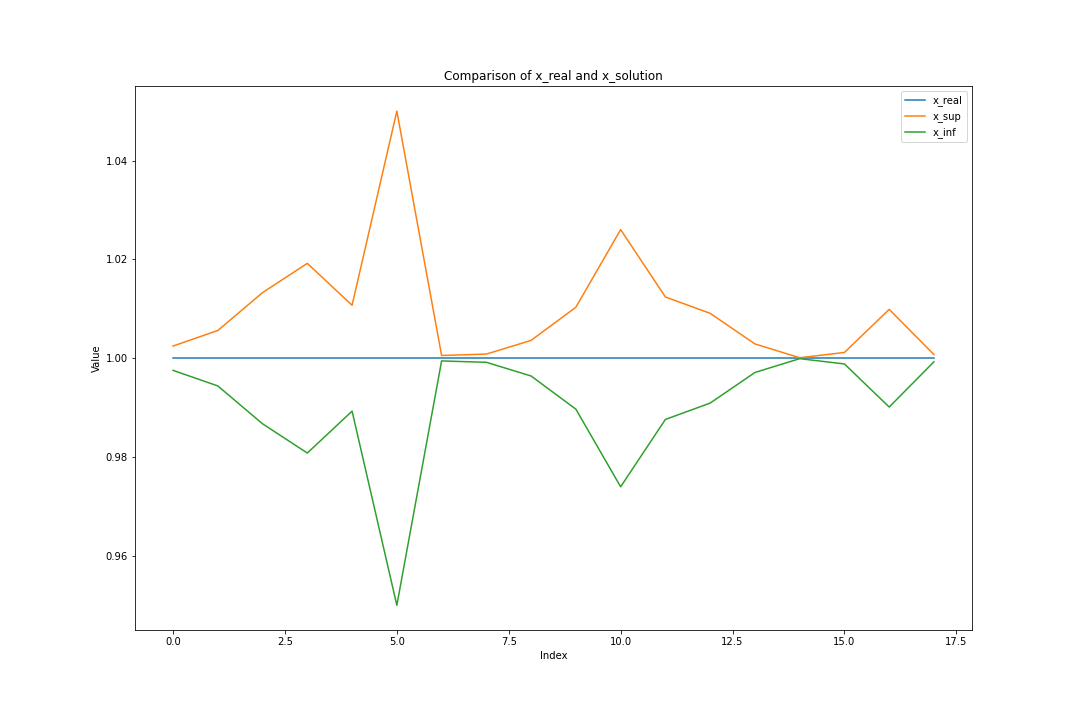 Comparison of x_real and x_solution
x_real
x_sup
x_inf
1.04
1.02
1.00
0.98
0.96
Value
0.0
2.5
5.0
7.5
10.0
12.5
15.0
17.5
Index